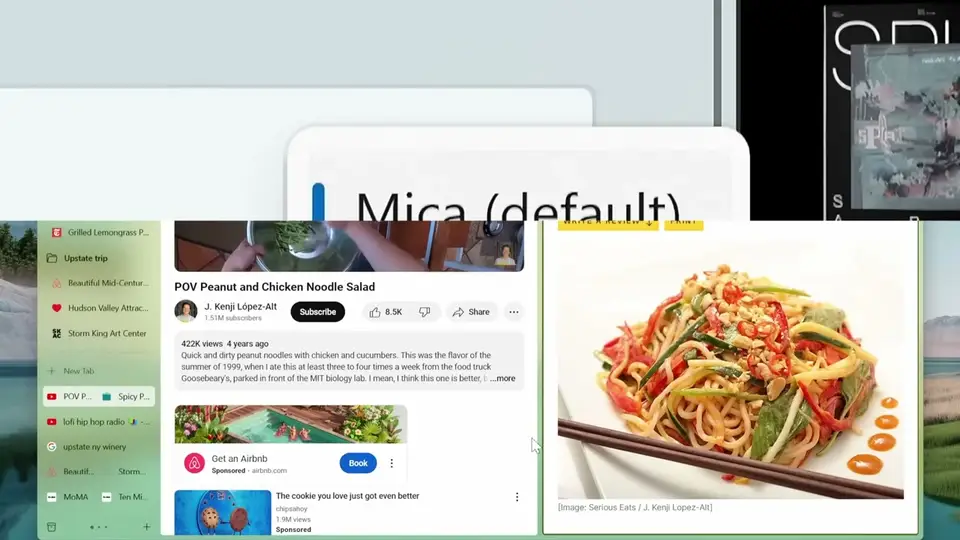 SPI
Mica (default)
S
A
WRITE A REVIEW
PRINT
Grilled Lemongrass P...
Upstate trip
Beautiful Mid-Centur...
Hudson Valley Attrac...
Storm King Art Center
New Tab
POV P...
Spicy P...
lofi hip hop radio
upstate ny winery
Beautif...
Storm...
MoMA
Ten Mi...
POV Peanut and Chicken Noodle Salad
J. Kenji López-Alt
1.51M subscribers
Subscribe
8.5K
Share
422K views 4 years ago
Quick and dirty peanut noodles with chicken and cucumbers. This was the flavor of the
summer of 1999, when I ate this at least three to four times a week from the food truck
Goosebeary's, parked in front of the MIT biology lab. I mean, I think this one is better, b ...more
Get an Airbnb
Sponsored · airbnb.com
Book
The cookie you love just got even better
chipsahoy
1.9M views
Sponsored
[Image: Serious Eats / J. Kenji Lopez-Alt]